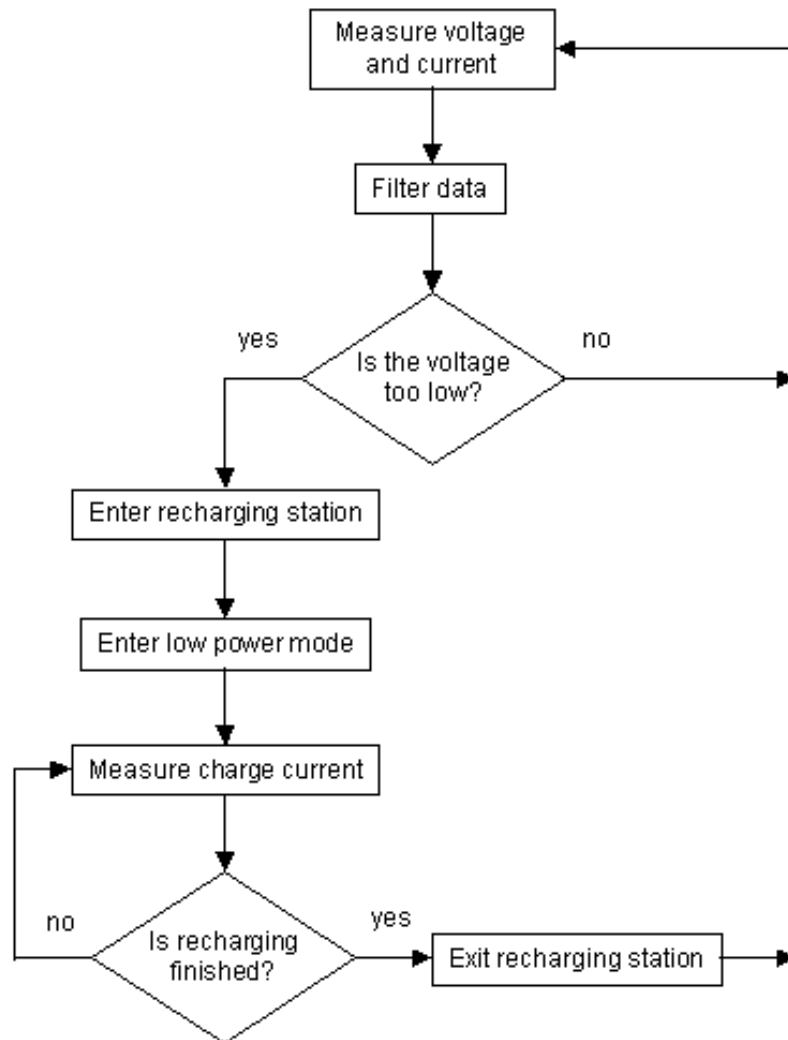 Measure voltage
and current
Filter data
yes
no
Is the voltage
too low?
Enter recharging station
Enter low power mode
Measure charge current
no
yes
Is recharging
finished?
Exit recharging station